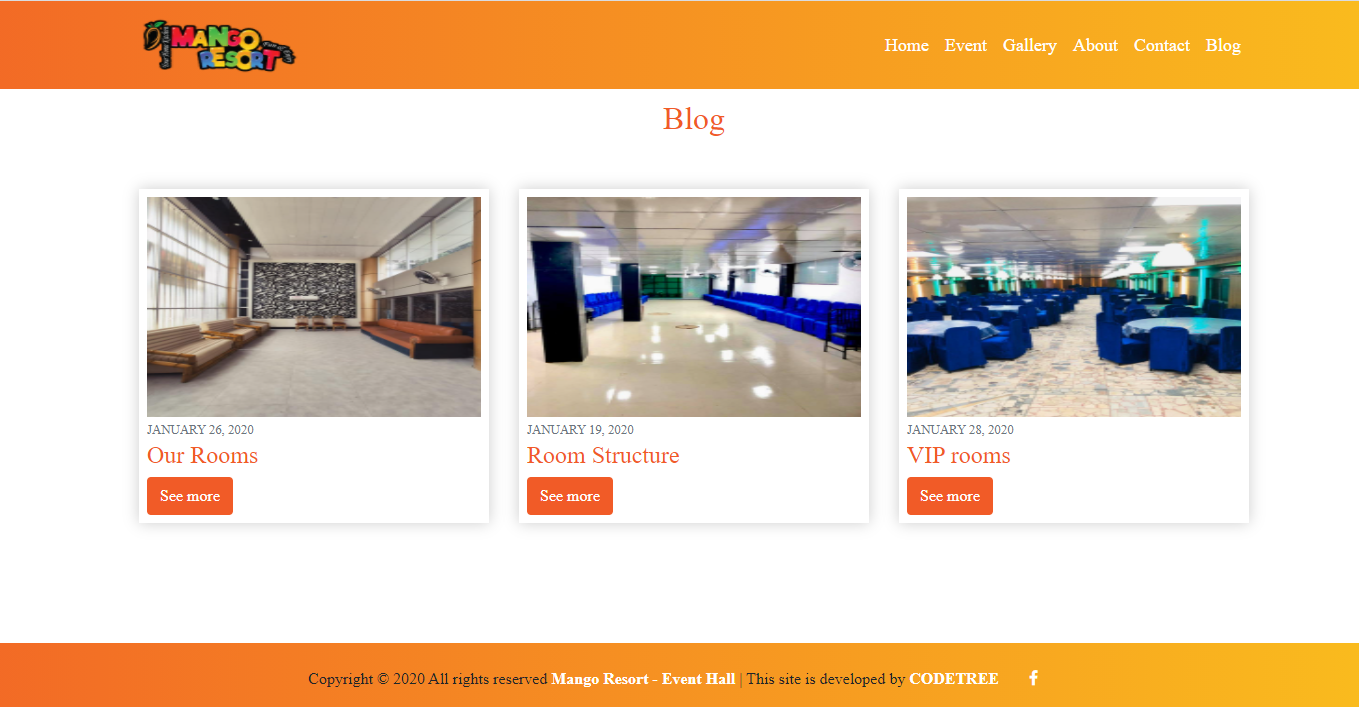 MANGO
RESORT
Home Event Gallery About Contact Blog
Blog
JANUARY 26, 2020
Our Rooms
See more
JANUARY 19, 2020
Room Structure
See more
JANUARY 28, 2020
VIP rooms
See more
Copyright © 2020 All rights reserved Mango Resort - Event Hall | This site is developed by CODETREE